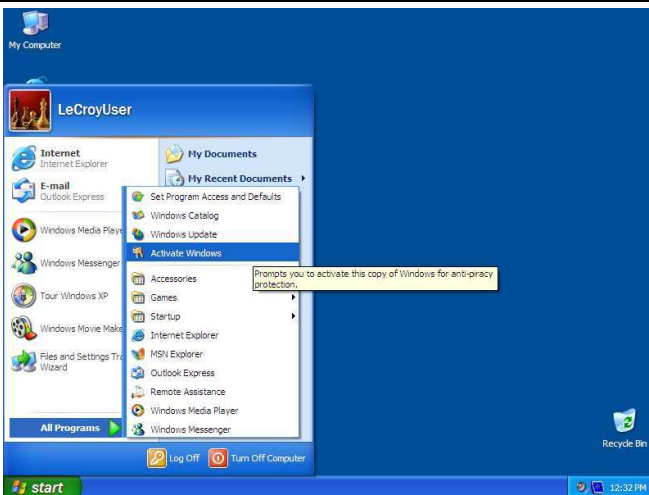 My Computer
LeCroyUser
Internet
Internet Explorer
E-mail
Outlook Express
Windows Media Playe
Windows Messenger
Tour Windows XP
Windows Movie Make
Files and Settings Tra
Wizard
All Programs
My Documents
My Recent Documents
Set Program Access and Defaults
Windows Catalog
Windows Update
Activate Windows
Prompts you to activate this copy of Windows for anti-piracy
protection.
Accessories
Games
Startup
Internet Explorer
MSN Explorer
Outlook Express
Remote Assistance
Windows Media Player
Windows Messenger
Log Off
Turn Off Computer
Recycle Bin
start
12:32 PM